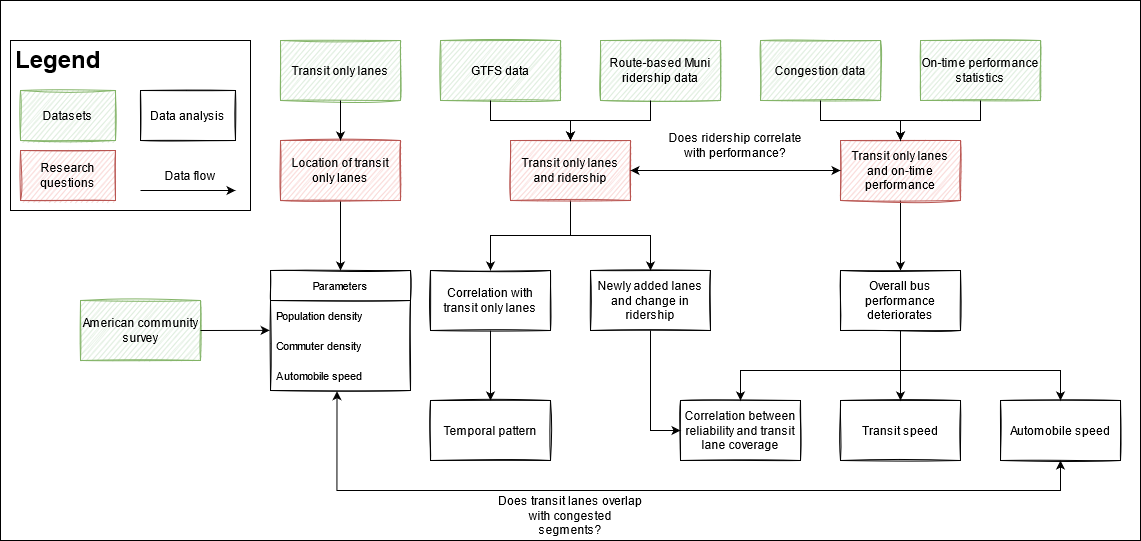 Legend
Datasets
Data analysis
Research
questions
Data flow
Transit only lanes
GTFS data
Route-based Muni
ridership data
Congestion data
On-time performance
statistics
Location of transit
only lanes
Transit only lanes
and ridership
Does ridership correlate
with performance?
Transit only lanes
and on-time
performance
American community
survey
Parameters
Population density
Commuter density
Automobile speed
Correlation with
transit only lanes
Newly added lanes
and change in
ridership
Overall bus
performance
deteriorates
Temporal pattern
Correlation between
reliability and transit
lane coverage
Transit speed
Automobile speed
Does transit lanes overlap
with congested
segments?